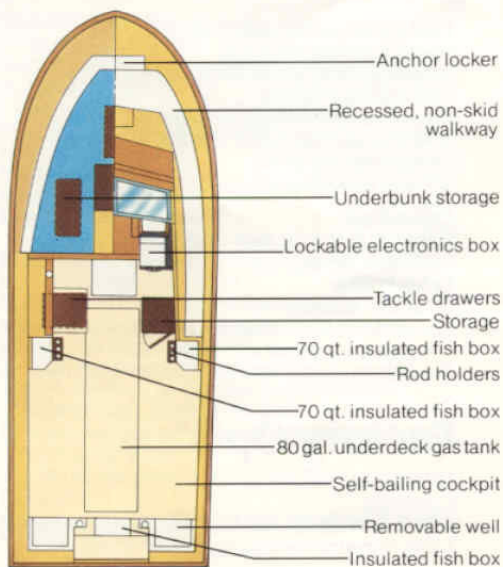 Anchor locker
Recessed, non-skid
walkway
Underbunk storage
Lockable electronics box
Tackle drawers
Storage
70 qt. insulated fish box
Rod holders
70 qt. insulated fish box
80 gal. underdeck gas tank
Self-bailing cockpit
Removable well
Insulated fish box